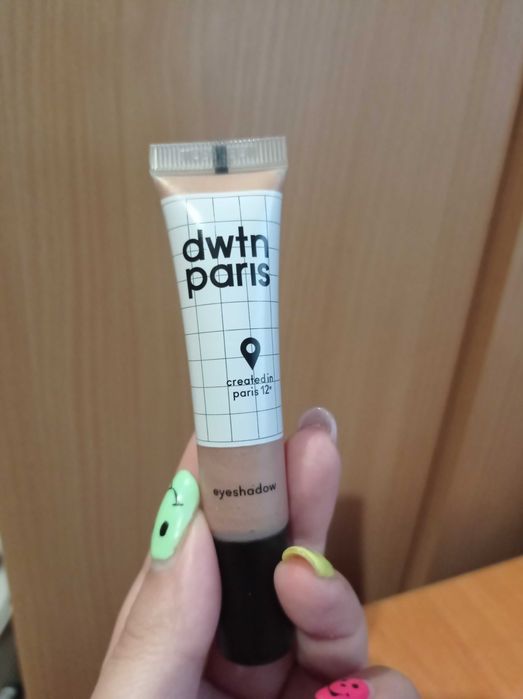 dwtn
paris
created in
paris 12e
eyeshadow